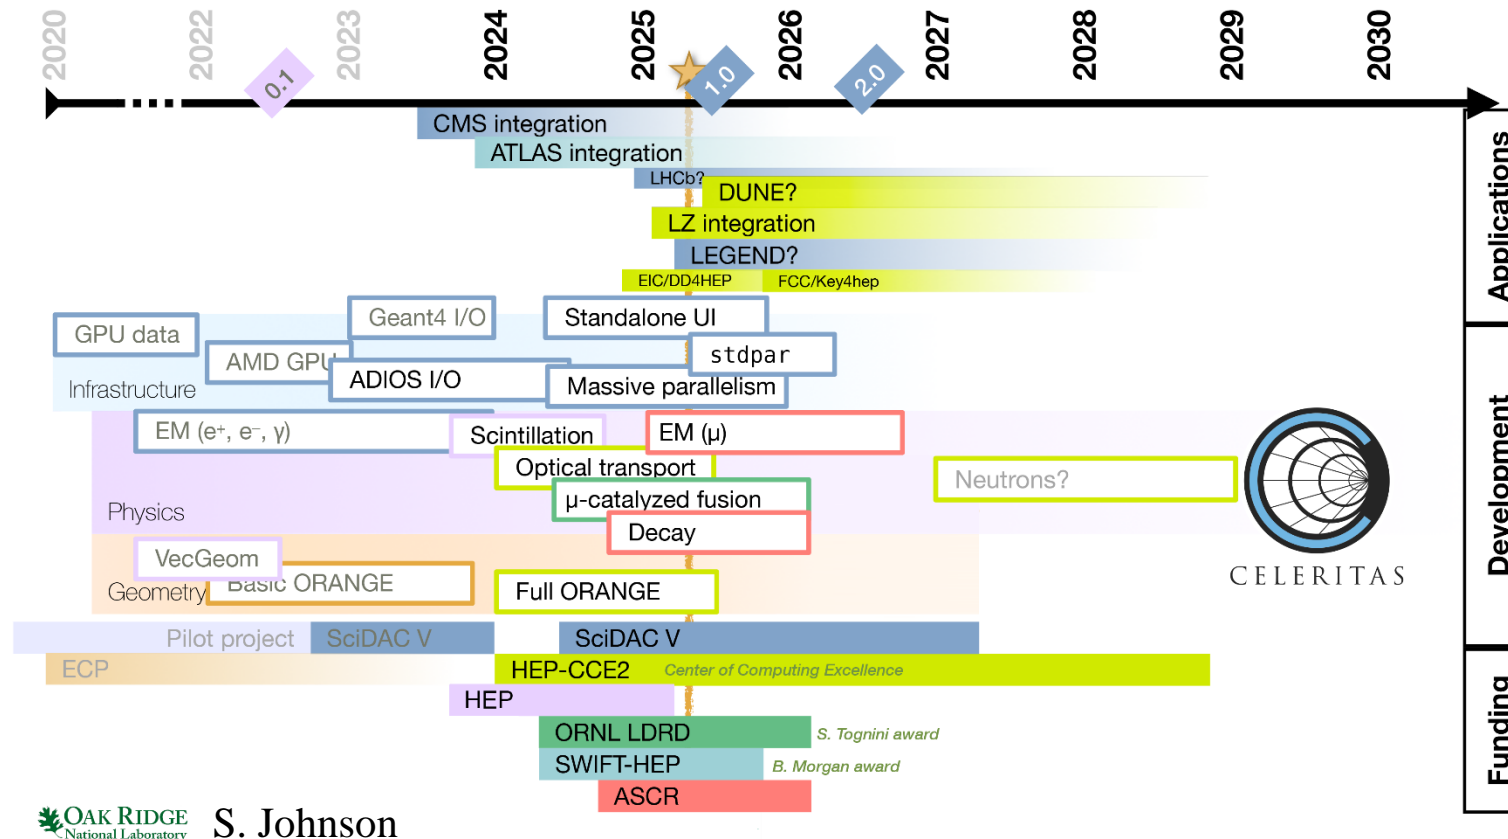 2020
2022
2023
2024
2025
2026
2027
2028
2029
2030
0.1
1.0
2.0
CMS integration
ATLAS integration
LHCb?
DUNE?
LZ integration
LEGEND?
EIC/DD4HEP
FCC/Key4hep
Applications
Geant4 I/O
Standalone UI
GPU data
AMD GPU
stdpar
ADIOS I/O
Massive parallelism
Infrastructure
EM (e⁺, e⁻, γ)
Scintillation
EM (μ)
Optical transport
Neutrons?
μ-catalyzed fusion
Physics
Decay
VecGeom
Basic ORANGE
Full ORANGE
Geometry
Development
CELERITAS
Pilot project
SciDAC V
SciDAC V
ECP
HEP-CCE2
Center of Computing Excellence
HEP
ORNL LDRD
S. Tognini award
SWIFT-HEP
B. Morgan award
ASCR
Funding
OAK RIDGE
National Laboratory
S. Johnson